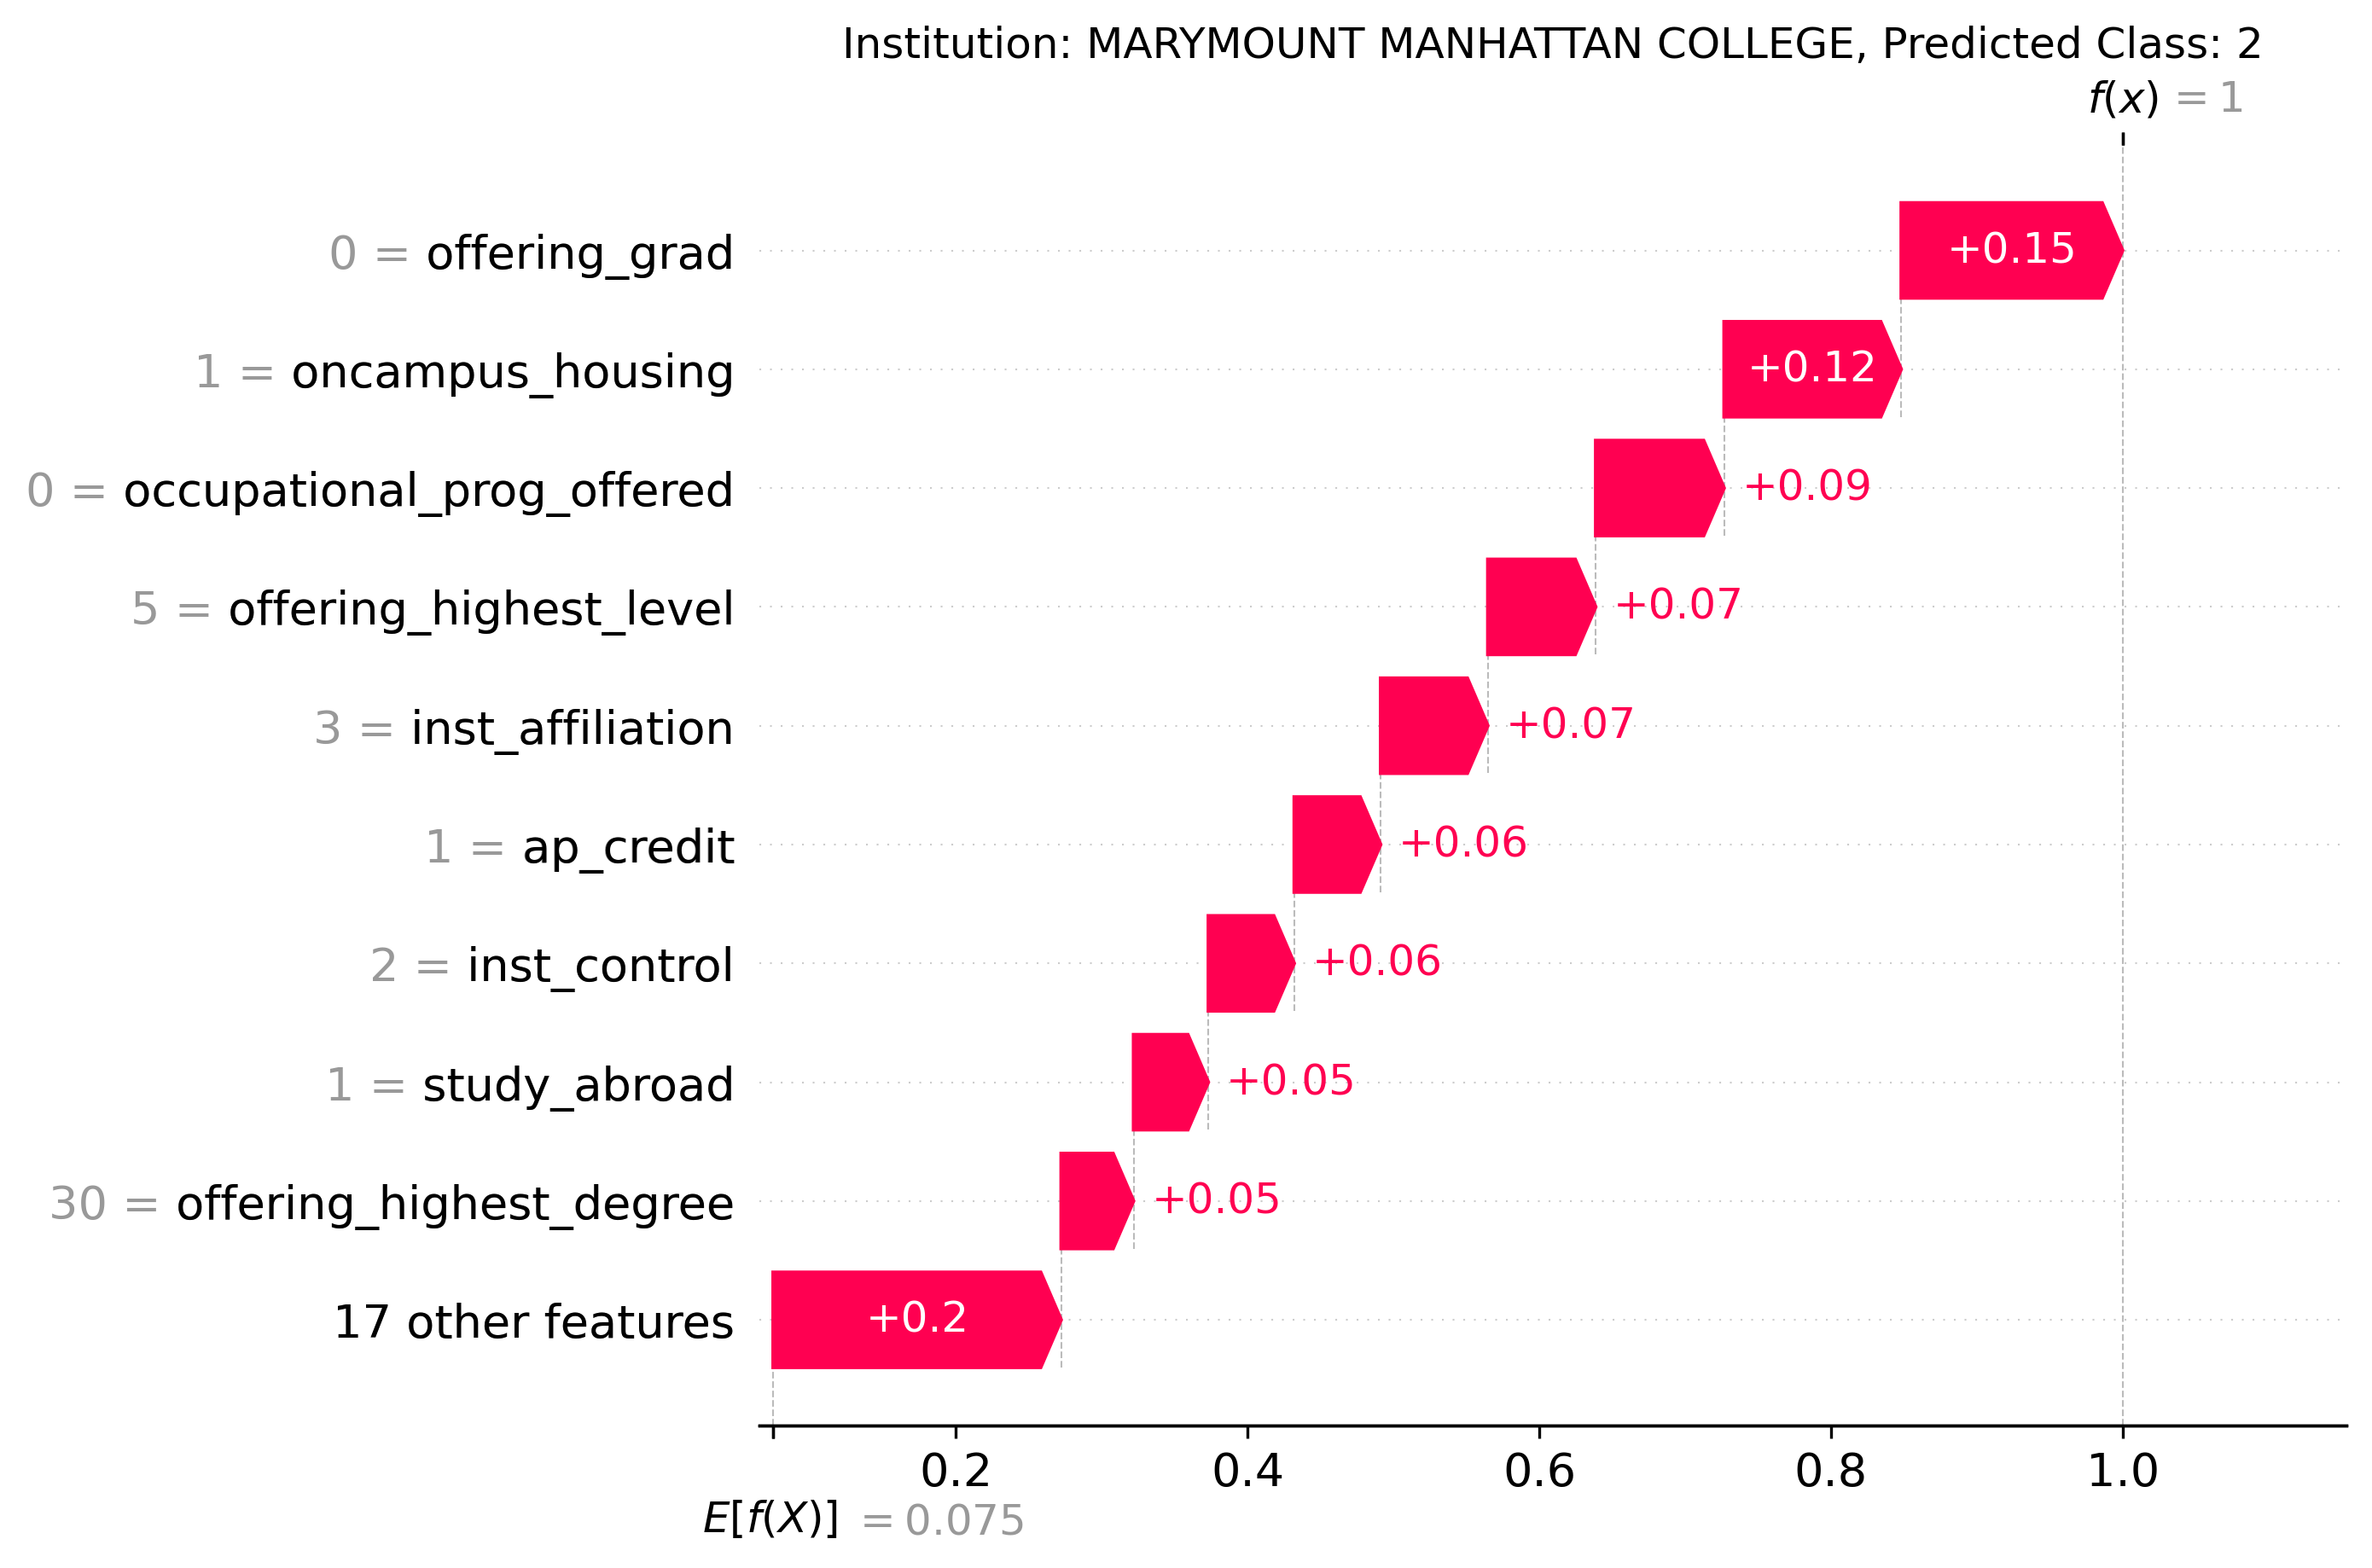 Institution: MARYMOUNT MANHATTAN COLLEGE, Predicted Class: 2
f(x) = 1
0 = offering_grad
+0.15
1 = oncampus_housing
+0.12
0 = occupational_prog_offered
+0.09
5 = offering_highest_level
+0.07
3 = inst_affiliation
+0.07
1 = ap_credit
+0.06
2 = inst_control
+0.06
1 = study_abroad
+0.05
30 = offering_highest_degree
+0.05
17 other features
+0.2
0.2 0.4 0.6 0.8 1.0
E[f(X)] = 0.075